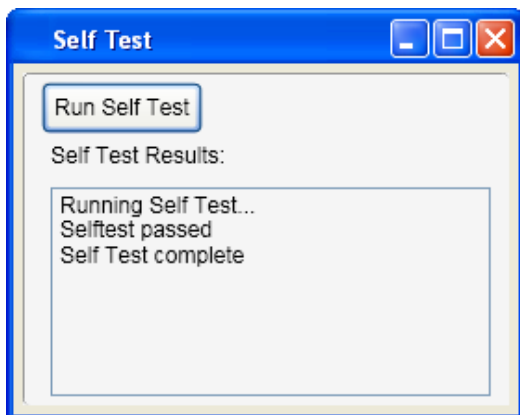 Self Test
Run Self Test
Self Test Results:
Running Self Test...
Selftest passed
Self Test complete